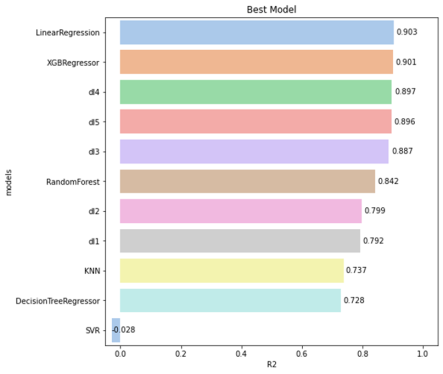 Best Model
models
LinearRegression 0.903
XGBRegressor 0.901
dl4 0.897
dl5 0.896
dl3 0.887
RandomForest 0.842
dl2 0.799
dl1 0.792
KNN 0.737
DecisionTreeRegressor 0.728
SVR -0.028
0.0 0.2 0.4 0.6 0.8 1.0
R2